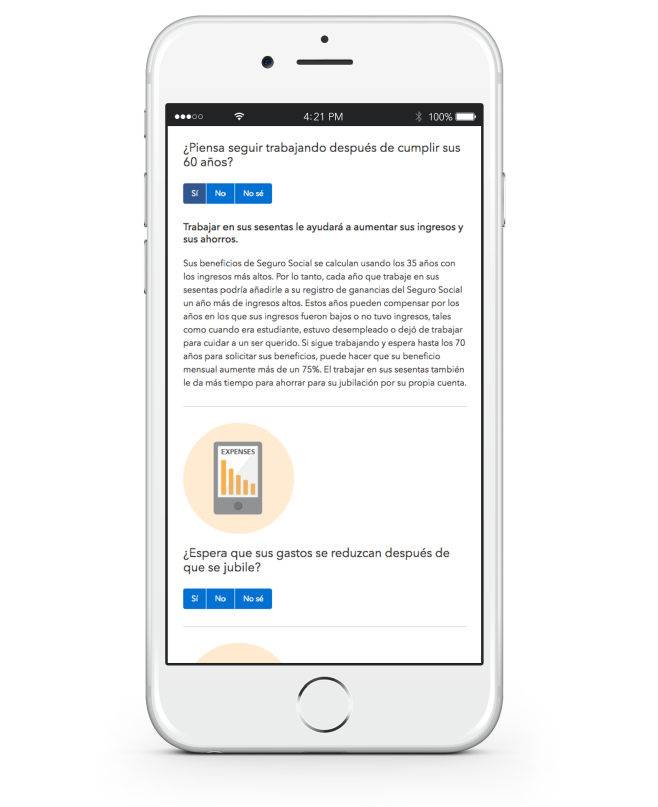 4:21 PM
100%
¿Piensa seguir trabajando después de cumplir sus
60 años?
Sí No No sé
Trabajar en sus sesentas le ayudará a aumentar sus ingresos y
sus ahorros.
Sus beneficios de Seguro Social se calculan usando los 35 años con
los ingresos más altos. Por lo tanto, cada año que trabaje en sus
sesentas podría añadirle a su registro de ganancias del Seguro Social
un año más de ingresos altos. Estos años pueden compensar por los
años en los que sus ingresos fueron bajos o no tuvo ingresos, tales
como cuando era estudiante, estuvo desempleado o dejó de trabajar
para cuidar a un ser querido. Si sigue trabajando y espera hasta los 70
años para solicitar sus beneficios, puede hacer que su beneficio
mensual aumente más de un 75%. El trabajar en sus sesentas también
le da más tiempo para ahorrar para su jubilación por su propia cuenta.
EXPENSES
¿Espera que sus gastos se reduzcan después de
que se jubile?
Sí No No sé